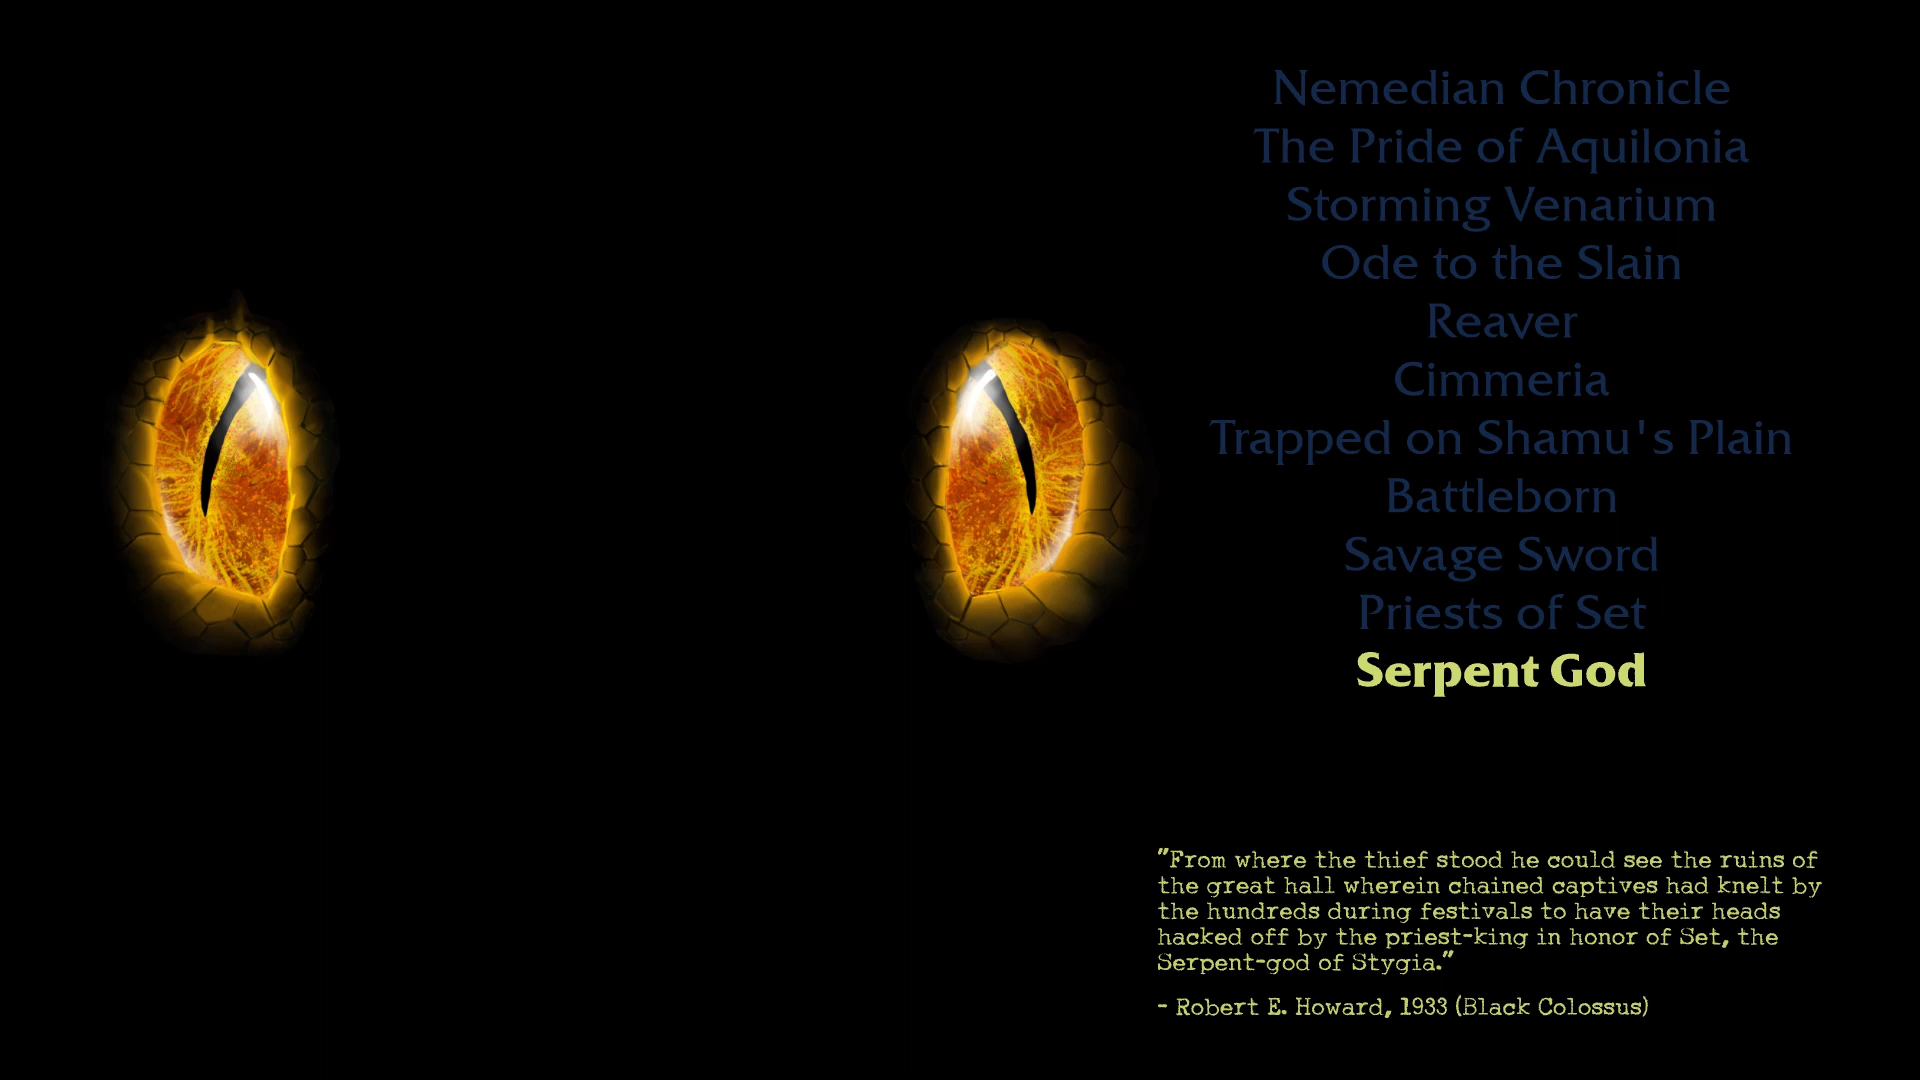 Nemedian Chronicle
The Pride of Aquilonia
Storming Venarium
Ode to the Slain
Reaver
Cimmeria
Trapped on Shamu's Plain
Battleborn
Savage Sword
Priests of Set
Serpent God
"From where the thief stood he could see the ruins of
the great hall wherein chained captives had knelt by
the hundreds during festivals to have their heads
hacked off by the priest-king in honor of Set, the
Serpent-god of Stygia."
- Robert E. Howard, 1933 (Black Colossus)